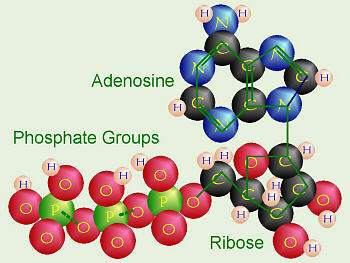 Adenosine
Phosphate Groups
Ribose
H H
N
C
N C N
C
H C C H
N N
H H H
H C C H
O O O O C O C
H H C O
P P P O H H
O O H
O O O O H